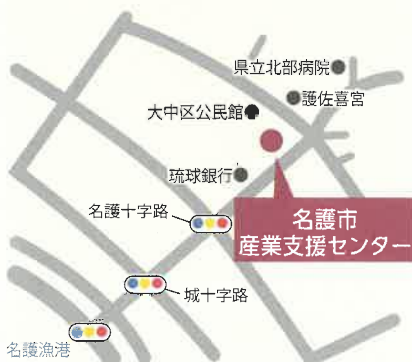 県立北部病院
護佐喜宮
大中区公民館
琉球銀行
名護十字路
名護市
産業支援センター
城十字路
名護漁港